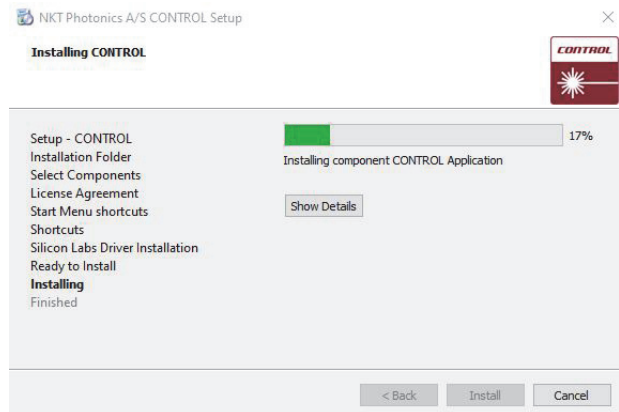 NKT Photonics A/S CONTROL Setup
Installing CONTROL
CONTROL
Setup - CONTROL
Installation Folder
Select Components
License Agreement
Start Menu shortcuts
Shortcuts
Silicon Labs Driver Installation
Ready to Install
Installing
Finished
17%
Installing component CONTROL Application
Show Details
< Back
Install
Cancel